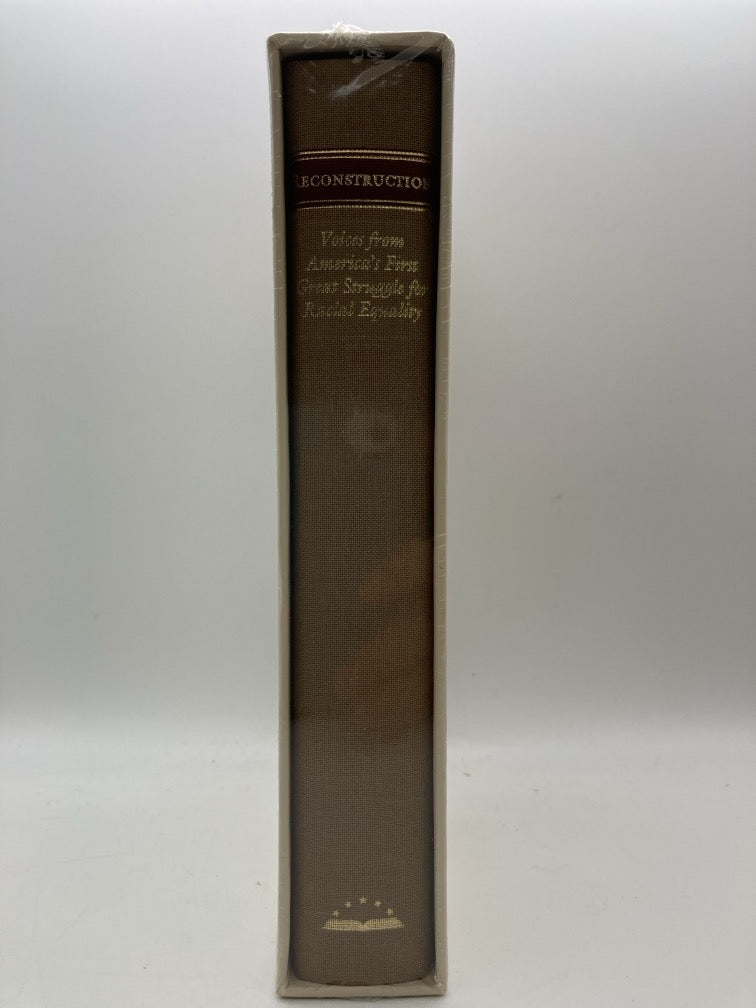 RECONSTRUCTION
Voices from
America's First
Great Struggle for
Racial Equality